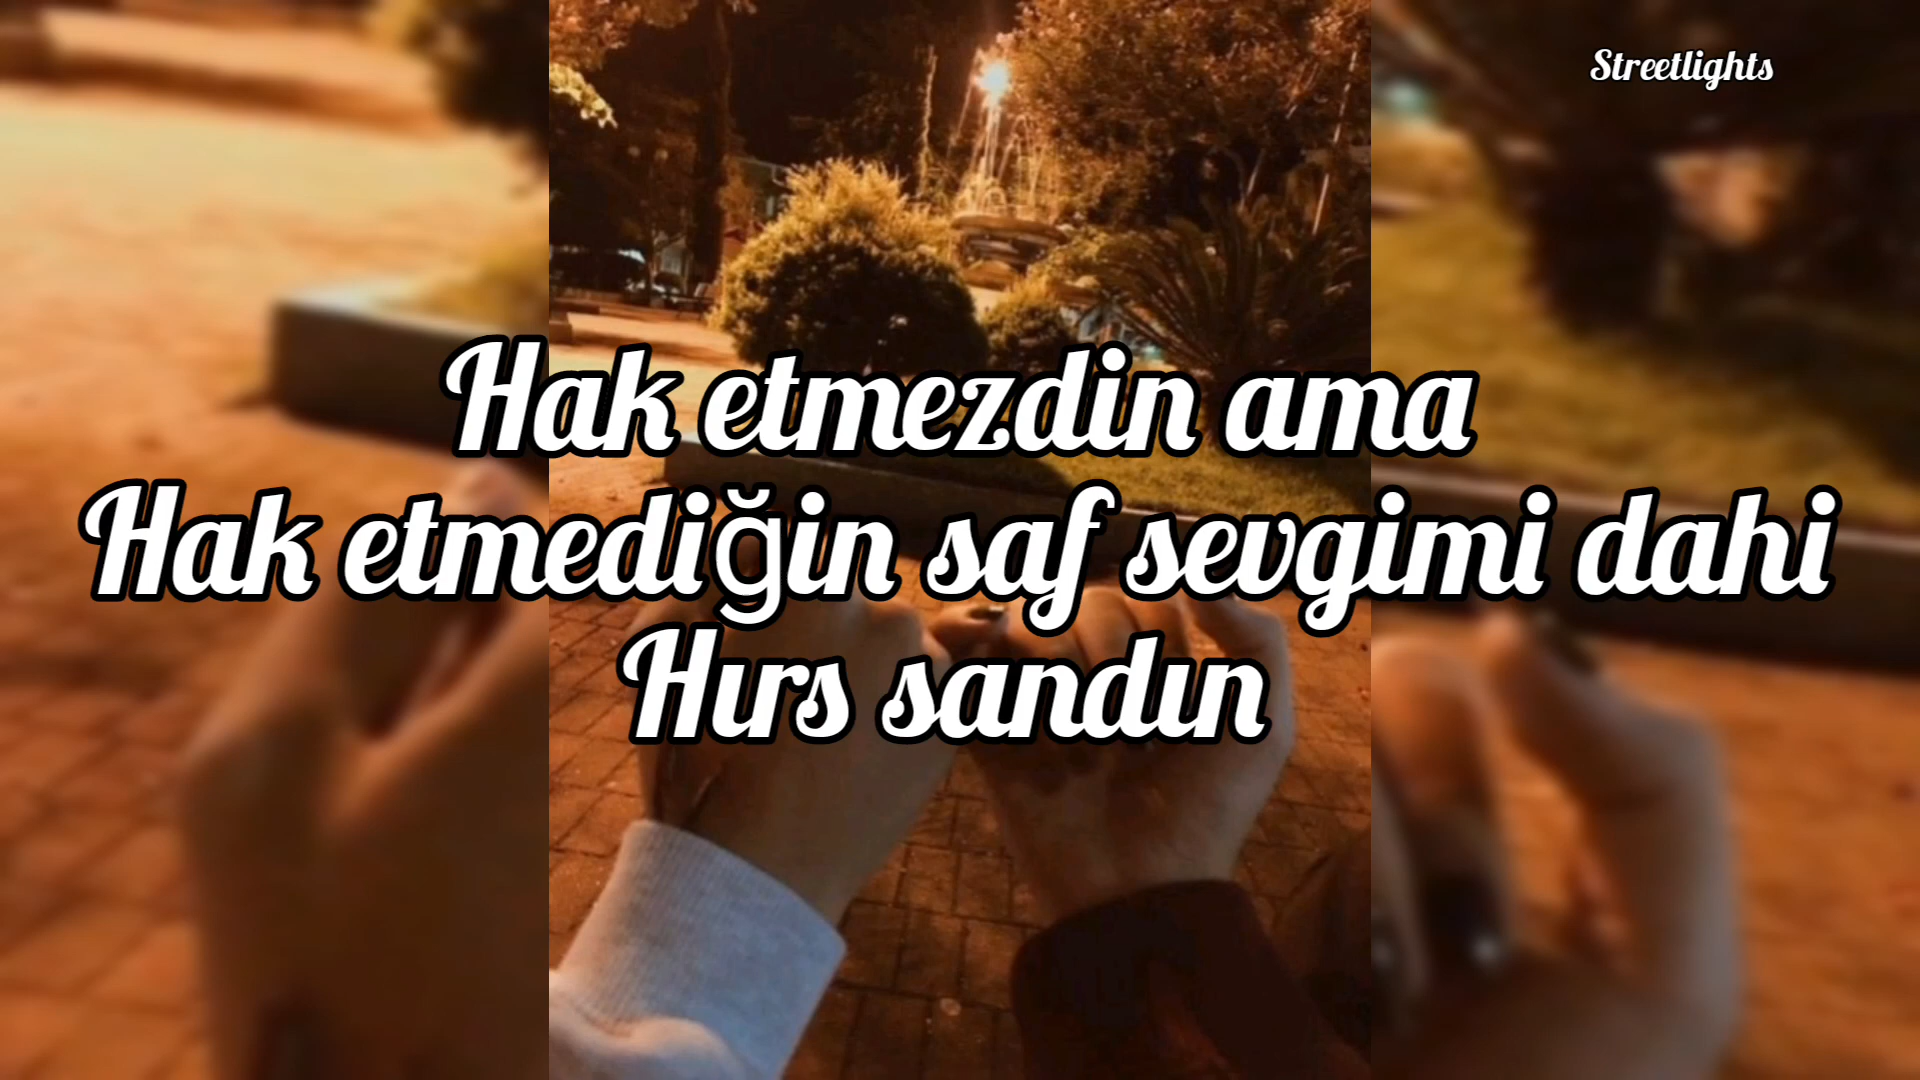 Streetlights
Hak etmezdin ama
Hak etmediğin saf sevgimi dahi
Hırs sandın